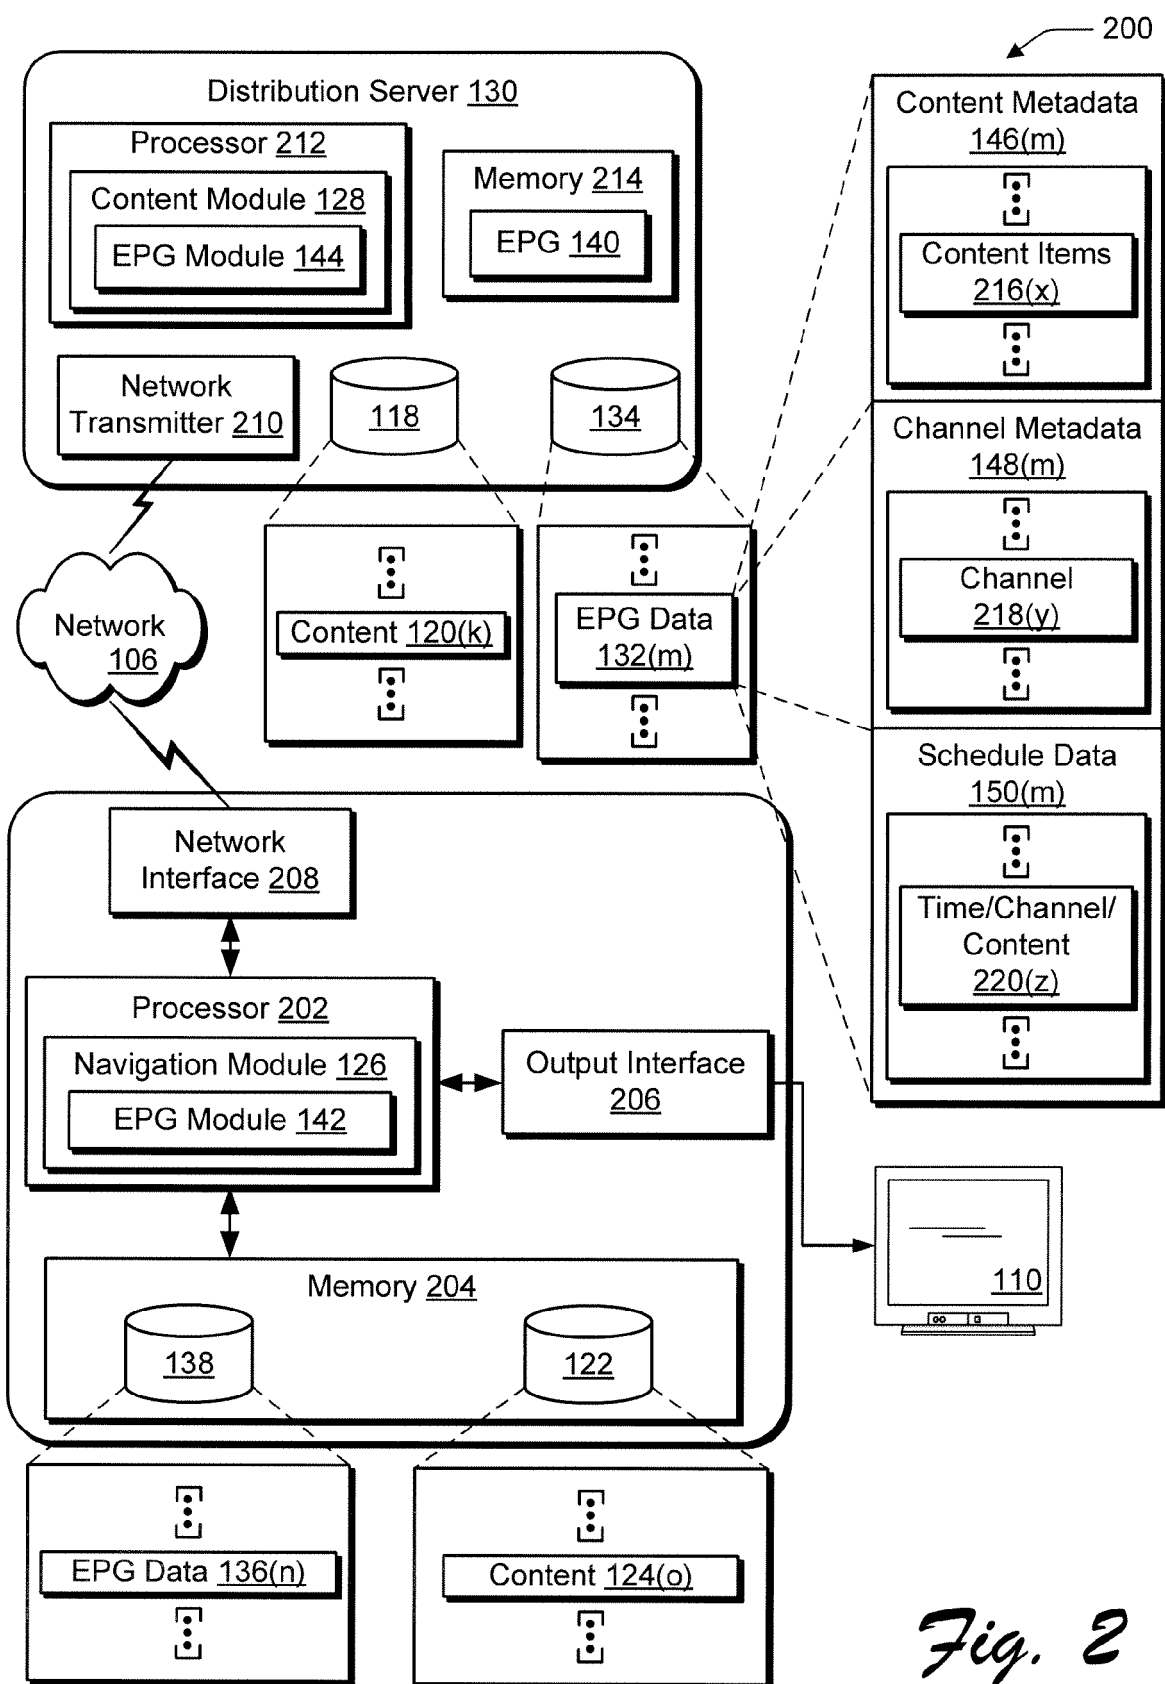 200
Distribution Server 130
Processor 212
Content Module 128
EPG Module 144
Memory 214
EPG 140
Network
Transmitter 210
118
134
Content Metadata
146(m)
Content Items
216(x)
Channel Metadata
148(m)
Channel
218(y)
Schedule Data
150(m)
Time/Channel/
Content
220(z)
Content 120(k)
EPG Data
132(m)
Network
106
Network
Interface 208
Processor 202
Navigation Module 126
EPG Module 142
Output Interface
206
110
Memory 204
138
122
EPG Data 136(n)
Content 124(o)
Fig. 2